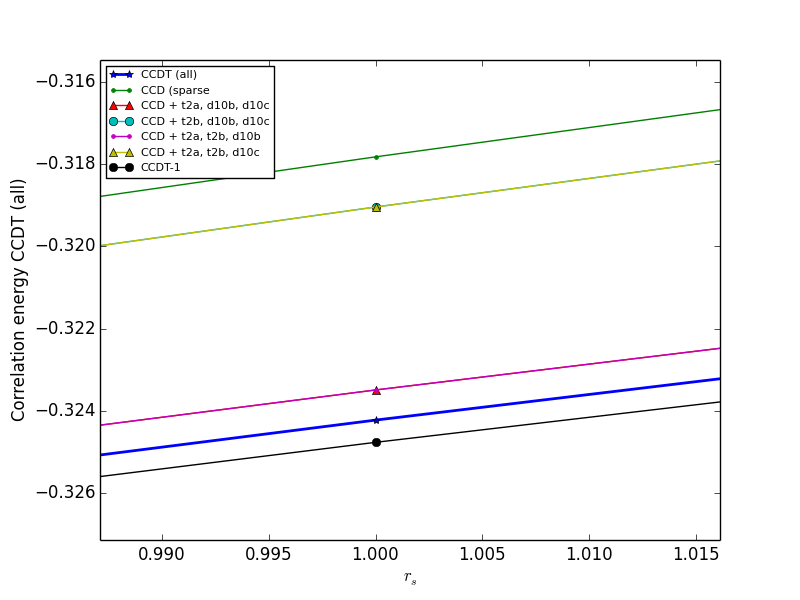 CCDT (all)
CCD (sparse
CCD + t2a, d10b, d10c
CCD + t2b, d10b, d10c
CCD + t2a, t2b, d10b
CCD + t2a, t2b, d10c
CCDT-1
−0.316
−0.318
−0.320
−0.322
−0.324
−0.326
Correlation energy CCDT (all)
0.990 0.995 1.000 1.005 1.010 1.015
r_s